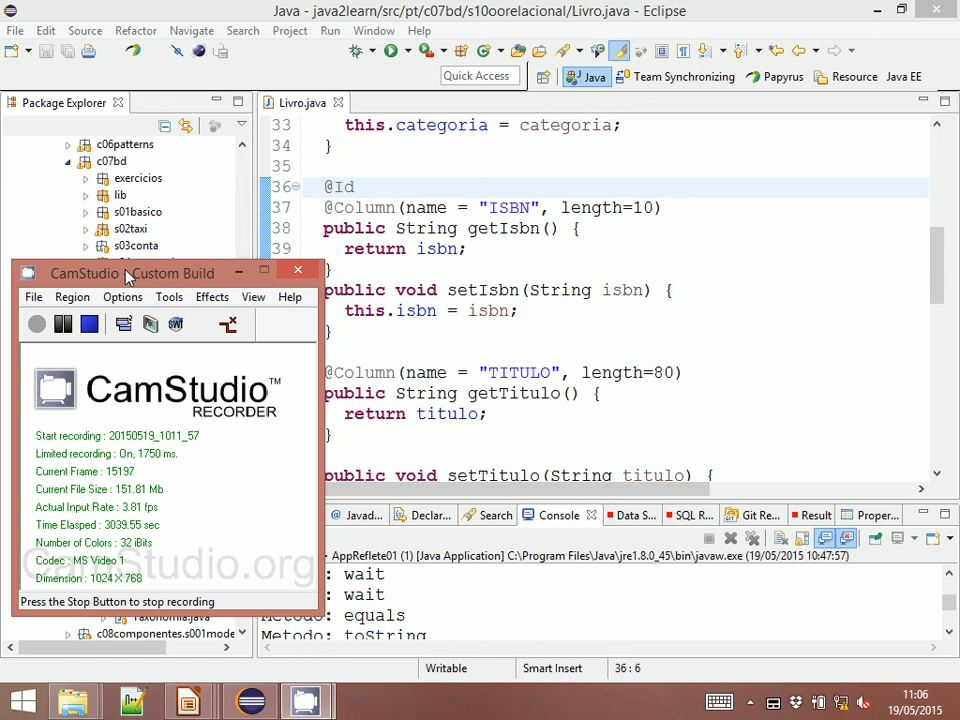 Java - java2learn/src/pt/c07bd/s10oorelacional/Livro.java - Eclipse
File Edit Source Refactor Navigate Search Project Run Window Help
Quick Access
Java Team Synchronizing Papyrus Resource Java EE
Package Explorer
Livro.java
c06patterns
c07bd
exercicios
lib
s01basico
s02taxi
s03conta
33 this.categoria = categoria;
34 }
35
36 @Id
37 @Column(name = "ISBN", length=10)
38 public String getIsbn() {
39 return isbn;
}
public void setIsbn(String isbn) {
this.isbn = isbn;
}
@Column(name = "TITULO", length=80)
public String getTitulo() {
return titulo;
}
public void setTitulo(String titulo) {
CamStudio - Custom Build
File Region Options Tools Effects View Help
SWF
CamStudio™
RECORDER
Start recording : 20150519_1011_57
Limited recording : On, 1750 ms.
Current Frame : 15197
Current File Size : 151.81 Mb
Actual Input Rate : 3.81 fps
Time Elasped : 3039.55 sec
Number of Colors : 32 iBits
Codec : MS Video 1
Dimension : 1024 X 768
CamStudio.org
Press the Stop Button to stop recording
Taxonomia.java
c08componentes.s001mode
@ Javad... Declar... Search Console Data S... SQL R... Git Re... Result Proper...
AppReflete01 (1) [Java Application] C:\Program Files\Java\jre1.8.0_45\bin\javaw.exe (19/05/2015 10:47:57)
: wait
: wait
: equals
Metodo: toString
Writable Smart Insert 36 : 6
11:06
19/05/2015